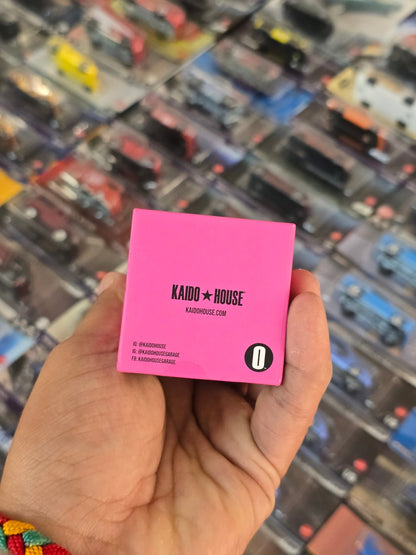 KAIDO★HOUSE
KAIDOHOUSE.COM
IG: @KAIDOHOUSE
IG: @KAIDOHOUSEGARAGE
FB: KAIDOHOUSEGARAGE
0